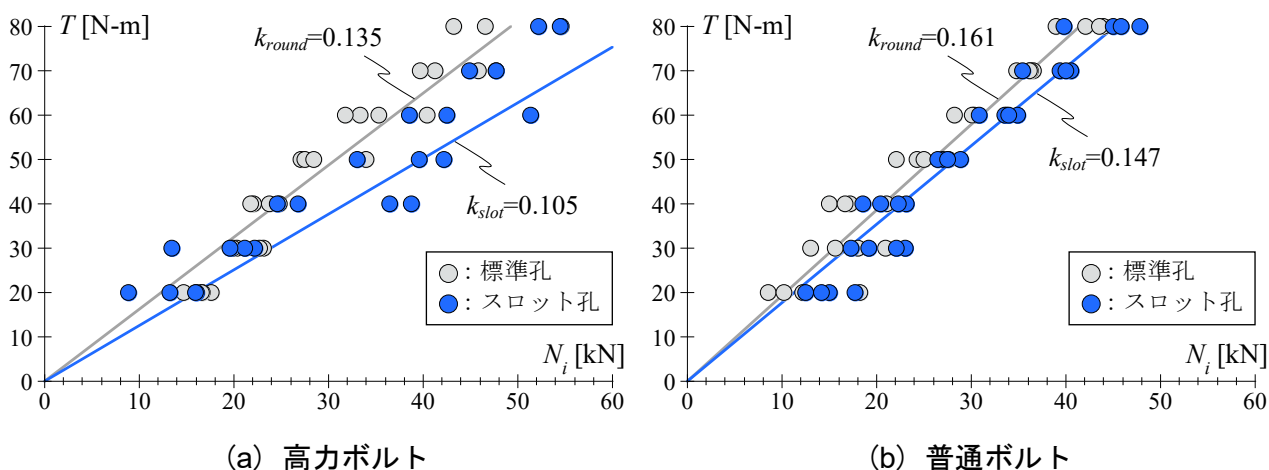 T [N-m]
80
70
60
50
40
30
20
10
0
k_round=0.135
k_slot=0.105
○: 標準孔
●: スロット孔
N_i [kN]
0 10 20 30 40 50 60
(a) 高力ボルト
T [N-m]
80
70
60
50
40
30
20
10
0
k_round=0.161
k_slot=0.147
○: 標準孔
●: スロット孔
N_i [kN]
0 10 20 30 40 50 60
(b) 普通ボルト